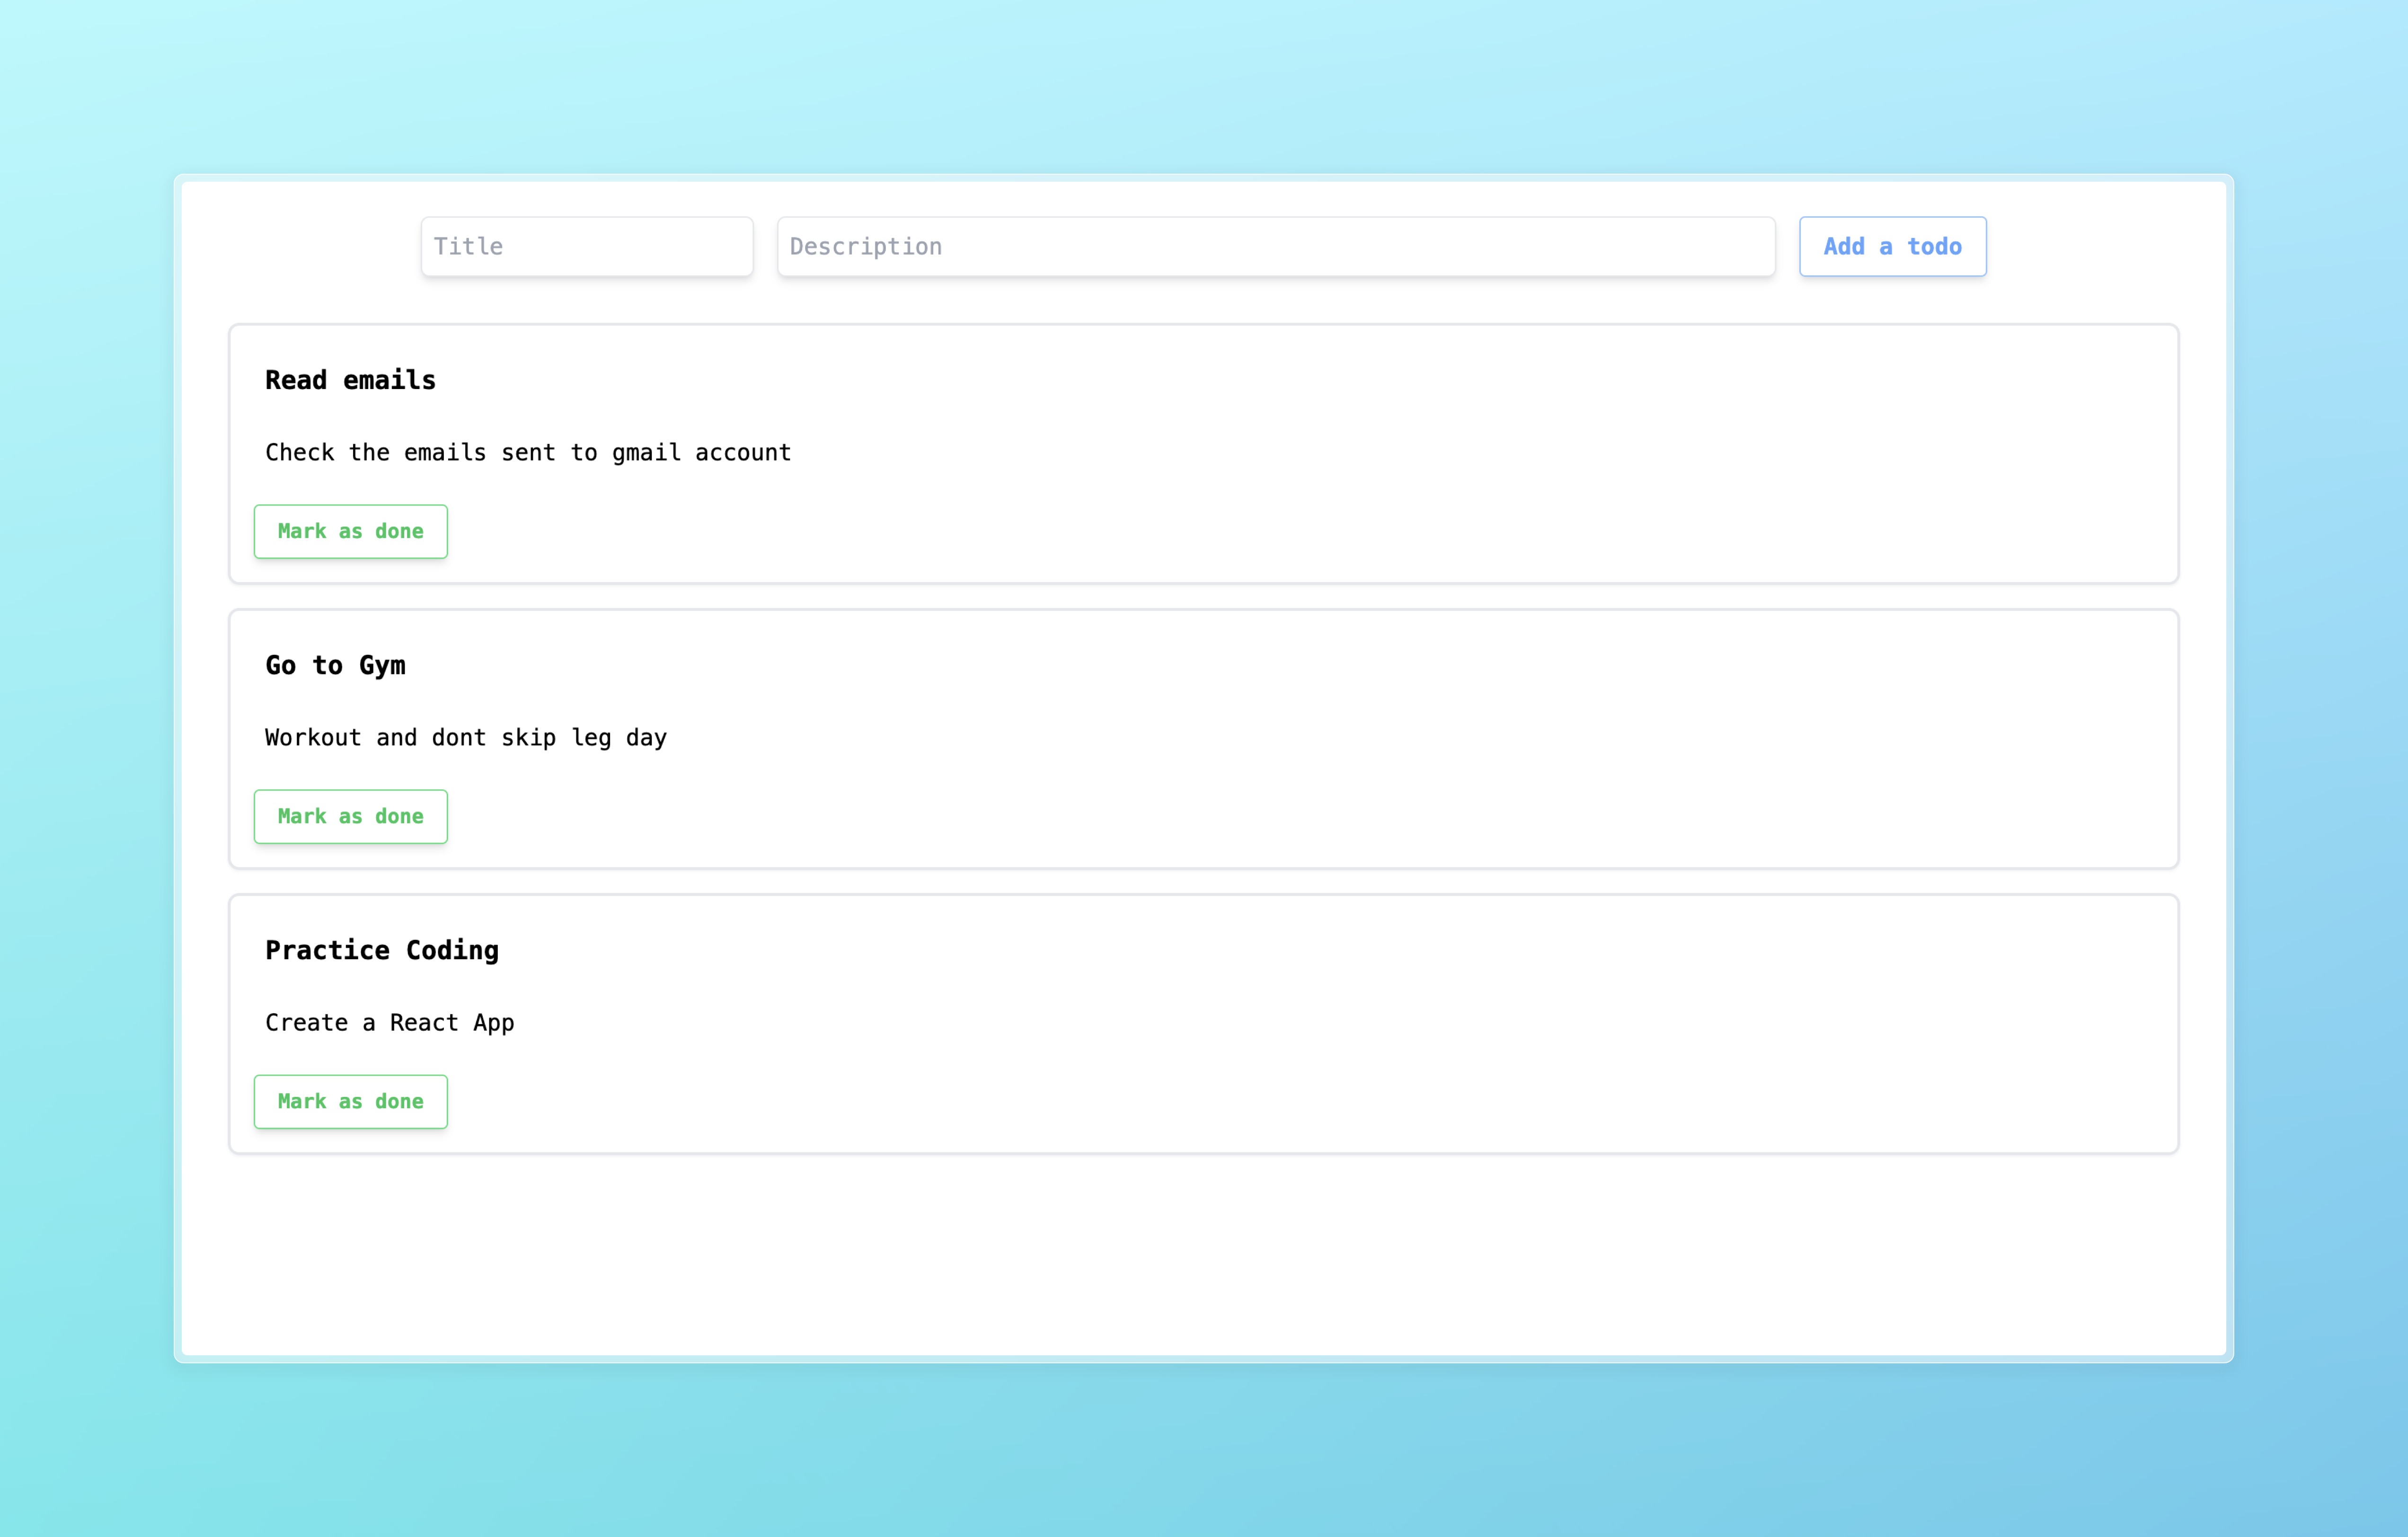 Title
Description
Add a todo
Read emails
Check the emails sent to gmail account
Mark as done
Go to Gym
Workout and dont skip leg day
Mark as done
Practice Coding
Create a React App
Mark as done